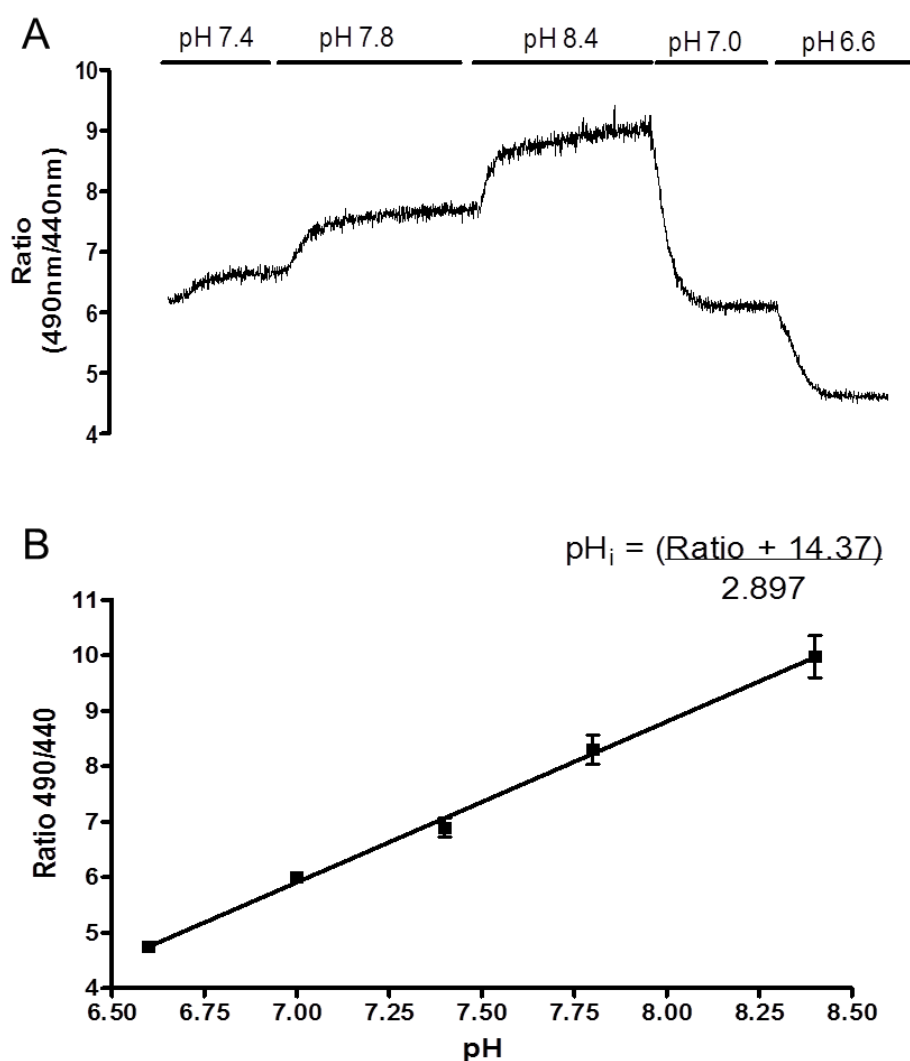 A
pH 7.4 pH 7.8 pH 8.4 pH 7.0 pH 6.6
10
9
8
7
6
5
4
Ratio
(490nm/440nm)
B
pHi = (Ratio + 14.37)
2.897
11
10
9
8
7
6
5
4
Ratio 490/440
6.50 6.75 7.00 7.25 7.50 7.75 8.00 8.25 8.50
pH